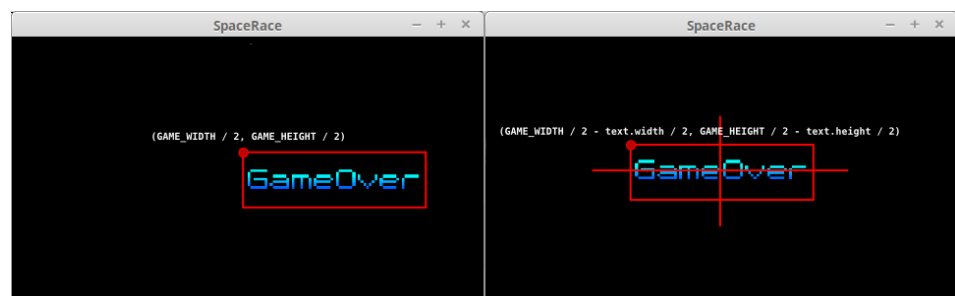 SpaceRace
(GAME_WIDTH / 2, GAME_HEIGHT / 2)
GameOver
SpaceRace
(GAME_WIDTH / 2 - text.width / 2, GAME_HEIGHT / 2 - text.height / 2)
GameOver